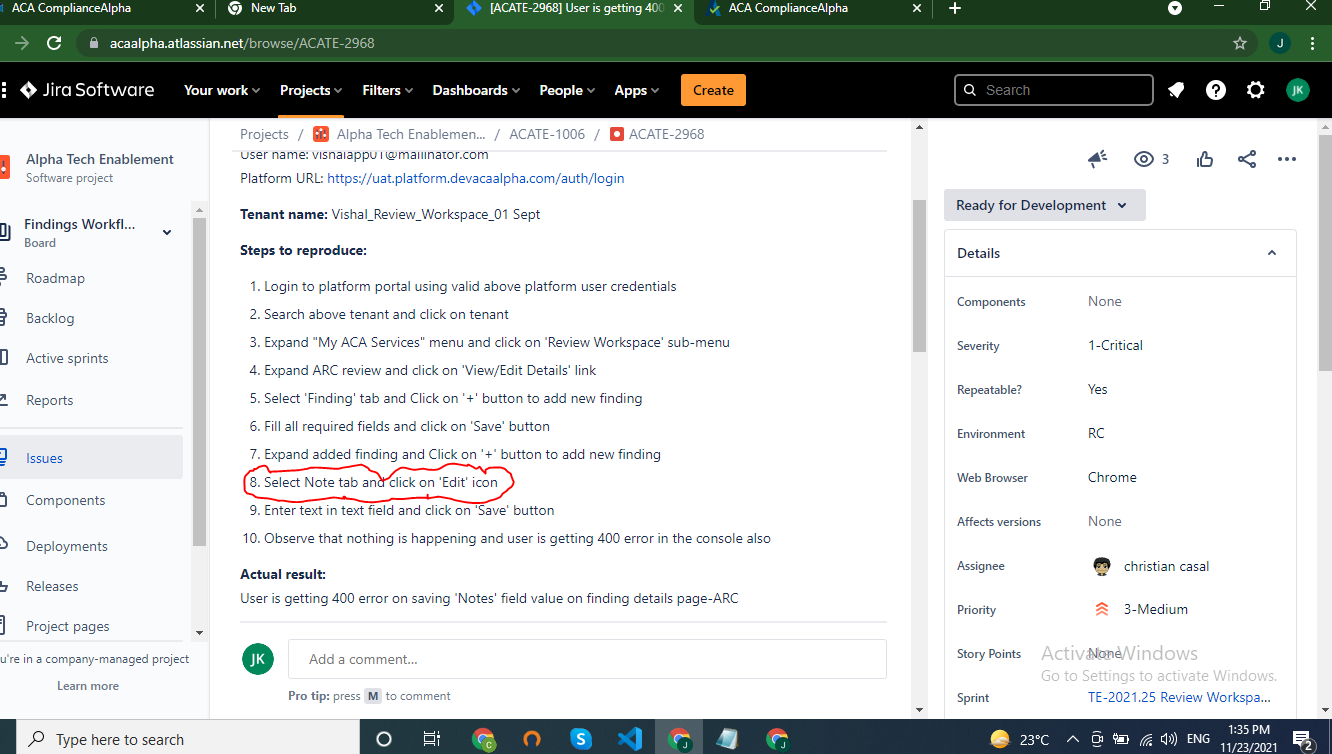 ACA ComplianceAlpha
New Tab
[ACATE-2968] User is getting 400
ACA ComplianceAlpha
acaalpha.atlassian.net/browse/ACATE-2968
J
Jira Software
Your work
Projects
Filters
Dashboards
People
Apps
Create
Search
JK
Alpha Tech Enablement
Software project
Findings Workfl...
Board
Roadmap
Backlog
Active sprints
Reports
Issues
Components
Deployments
Releases
Project pages
u're in a company-managed project
Learn more
Projects / Alpha Tech Enablemen... / ACATE-1006 / ACATE-2968
User name: vishalapp01@mailinator.com
Platform URL: https://uat.platform.devacaalpha.com/auth/login
Tenant name: Vishal_Review_Workspace_01 Sept
Steps to reproduce:
1. Login to platform portal using valid above platform user credentials
2. Search above tenant and click on tenant
3. Expand "My ACA Services" menu and click on 'Review Workspace' sub-menu
4. Expand ARC review and click on 'View/Edit Details' link
5. Select 'Finding' tab and Click on '+' button to add new finding
6. Fill all required fields and click on 'Save' button
7. Expand added finding and Click on '+' button to add new finding
8. Select Note tab and click on 'Edit' icon
9. Enter text in text field and click on 'Save' button
10. Observe that nothing is happening and user is getting 400 error in the console also
Actual result:
User is getting 400 error on saving 'Notes' field value on finding details page-ARC
JK
Add a comment...
Pro tip: press M to comment
3
Ready for Development
Details
Components None
Severity 1-Critical
Repeatable? Yes
Environment RC
Web Browser Chrome
Affects versions None
Assignee christian casal
Priority 3-Medium
Story Points None
Sprint TE-2021.25 Review Workspa...
Activate Windows
Go to Settings to activate Windows.
Type here to search
C
S
J
J
23°C
ENG
1:35 PM
11/23/2021
2